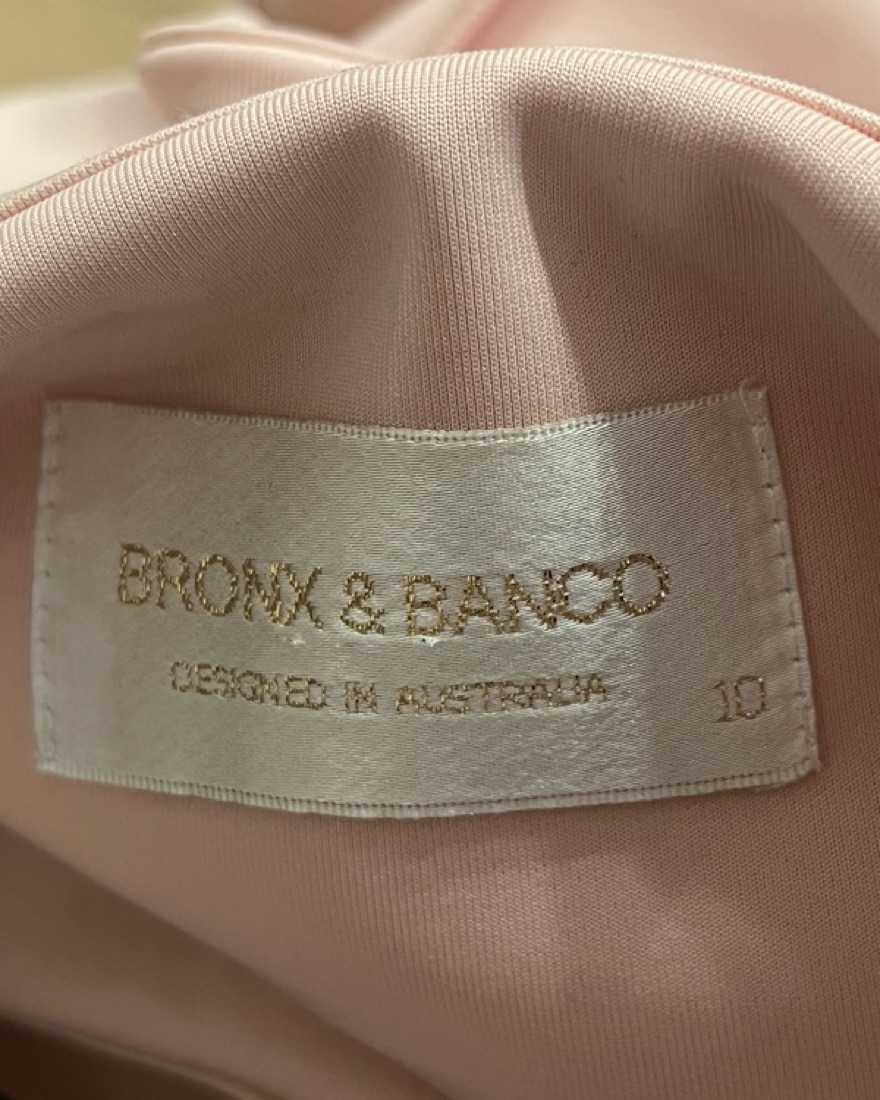 BRONX & BANCO
DESIGNED IN AUSTRALIA
10